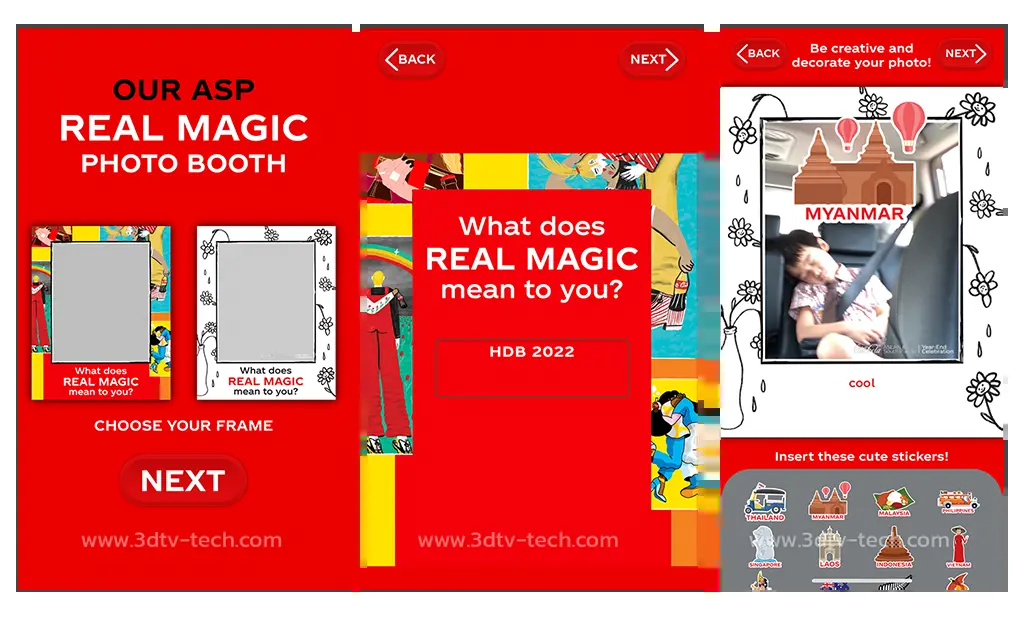 OUR ASP
REAL MAGIC
PHOTO BOOTH
What does
REAL MAGIC
mean to you?
What does
REAL MAGIC
mean to you?
CHOOSE YOUR FRAME
NEXT
www.3dtv-tech.com
BACK
NEXT
What does
REAL MAGIC
mean to you?
HDB 2022
www.3dtv-tech.com
BACK
Be creative and
decorate your photo!
NEXT
MYANMAR
Year-End
Celebration
cool
Insert these cute stickers!
THAILAND
MYANMAR
MALAYSIA
PHILIPPINES
www.3dtv-tech.com
SINGAPORE
LAOS
INDONESIA
VIETNAM